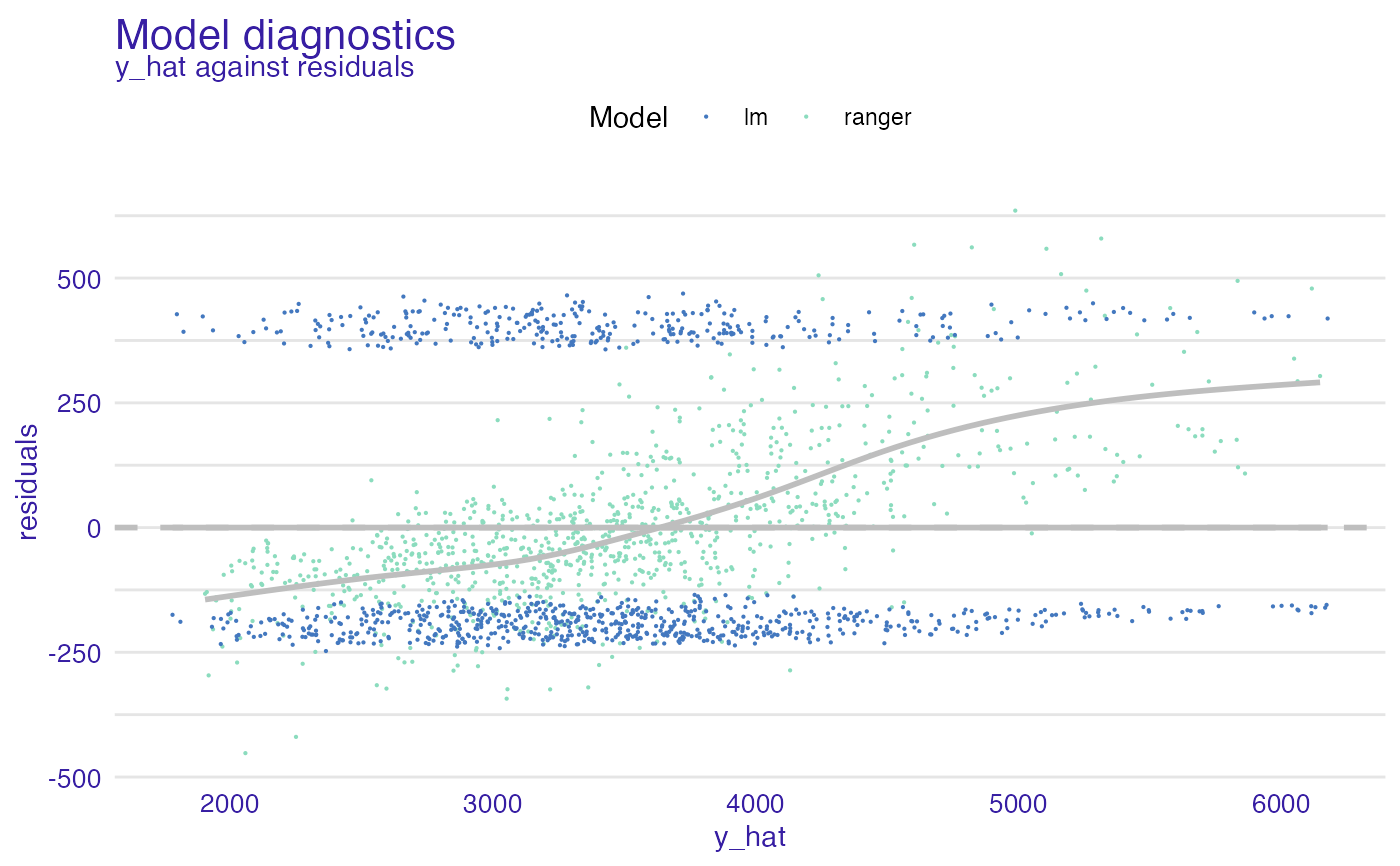 Model diagnostics
y_hat against residuals
Model lm ranger
500
250
0
-250
-500
residuals
2000 3000 4000 5000 6000
y_hat